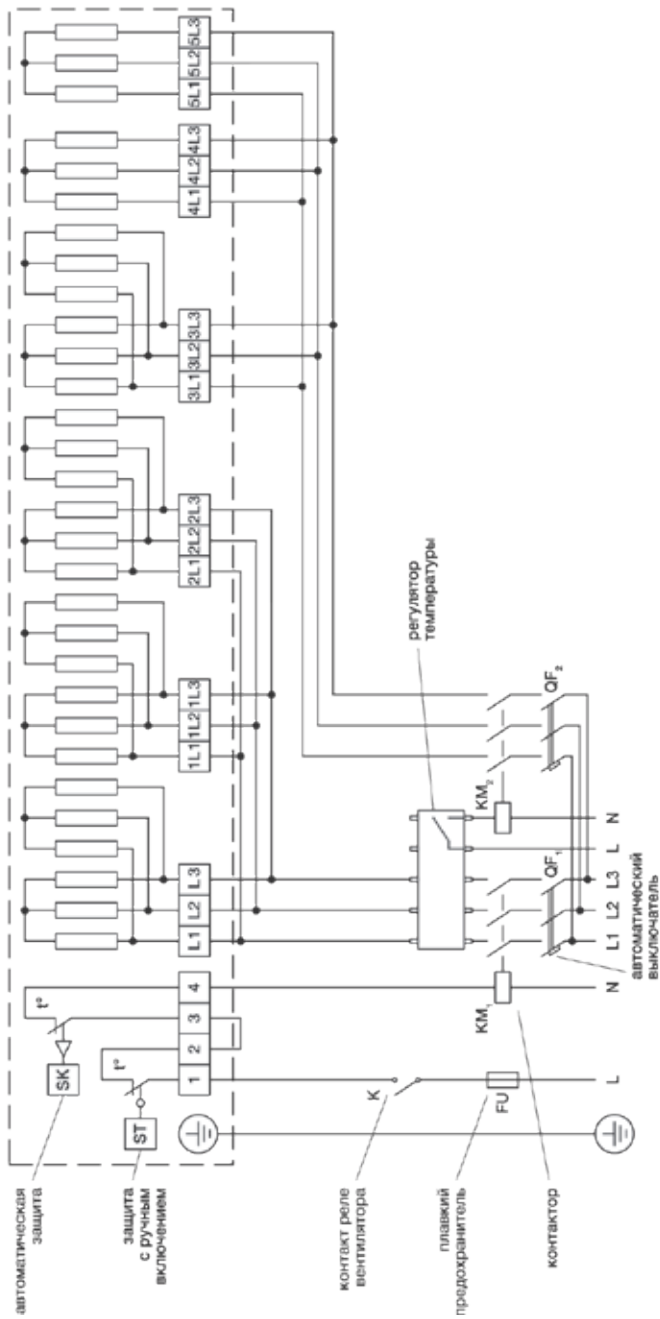 автоматическая
защита
SK
t°
защита
с ручным
включением
ST
t°
1
2
3
4
L1
L2
L3
1L1
1L2
1L3
2L1
2L2
2L3
3L1
3L2
3L3
4L1
4L2
4L3
5L1
5L2
5L3
контакт реле
вентилятора
K
плавкий
предохранитель
FU
контактор
KM1
регулятор
температуры
KM2
QF1
QF2
автоматический
выключатель
L
N
L1
L2
L3
L
N